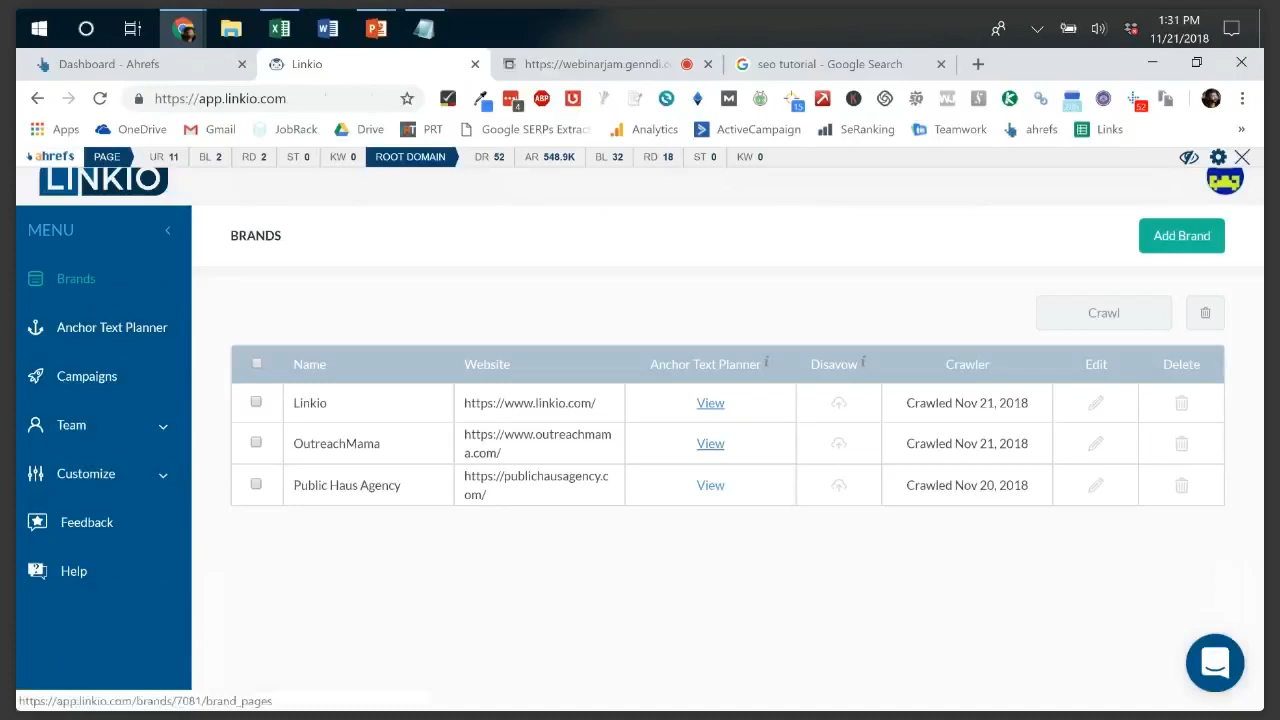 1:31 PM
11/21/2018
Dashboard - Ahrefs
Linkio
https://webinarjam.genndi.c
seo tutorial - Google Search
https://app.linkio.com
Apps
OneDrive
Gmail
JobRack
Drive
PRT
Google SERPs Extrac
Analytics
ActiveCampaign
SeRanking
Teamwork
ahrefs
Links
»
ahrefs PAGE UR 11 BL 2 RD 2 ST 0 KW 0 ROOT DOMAIN DR 52 AR 548.9K BL 32 RD 18 ST 0 KW 0
LINKIO
MENU
Brands
Anchor Text Planner
Campaigns
Team
Customize
Feedback
Help
BRANDS
Add Brand
Crawl
Name Website Anchor Text Planner i Disavow i Crawler Edit Delete
Linkio https://www.linkio.com/ View Crawled Nov 21, 2018
OutreachMama https://www.outreachmam
a.com/ View Crawled Nov 21, 2018
Public Haus Agency https://publichausagency.c
om/ View Crawled Nov 20, 2018
https://app.linkio.com/brands/7081/brand_pages